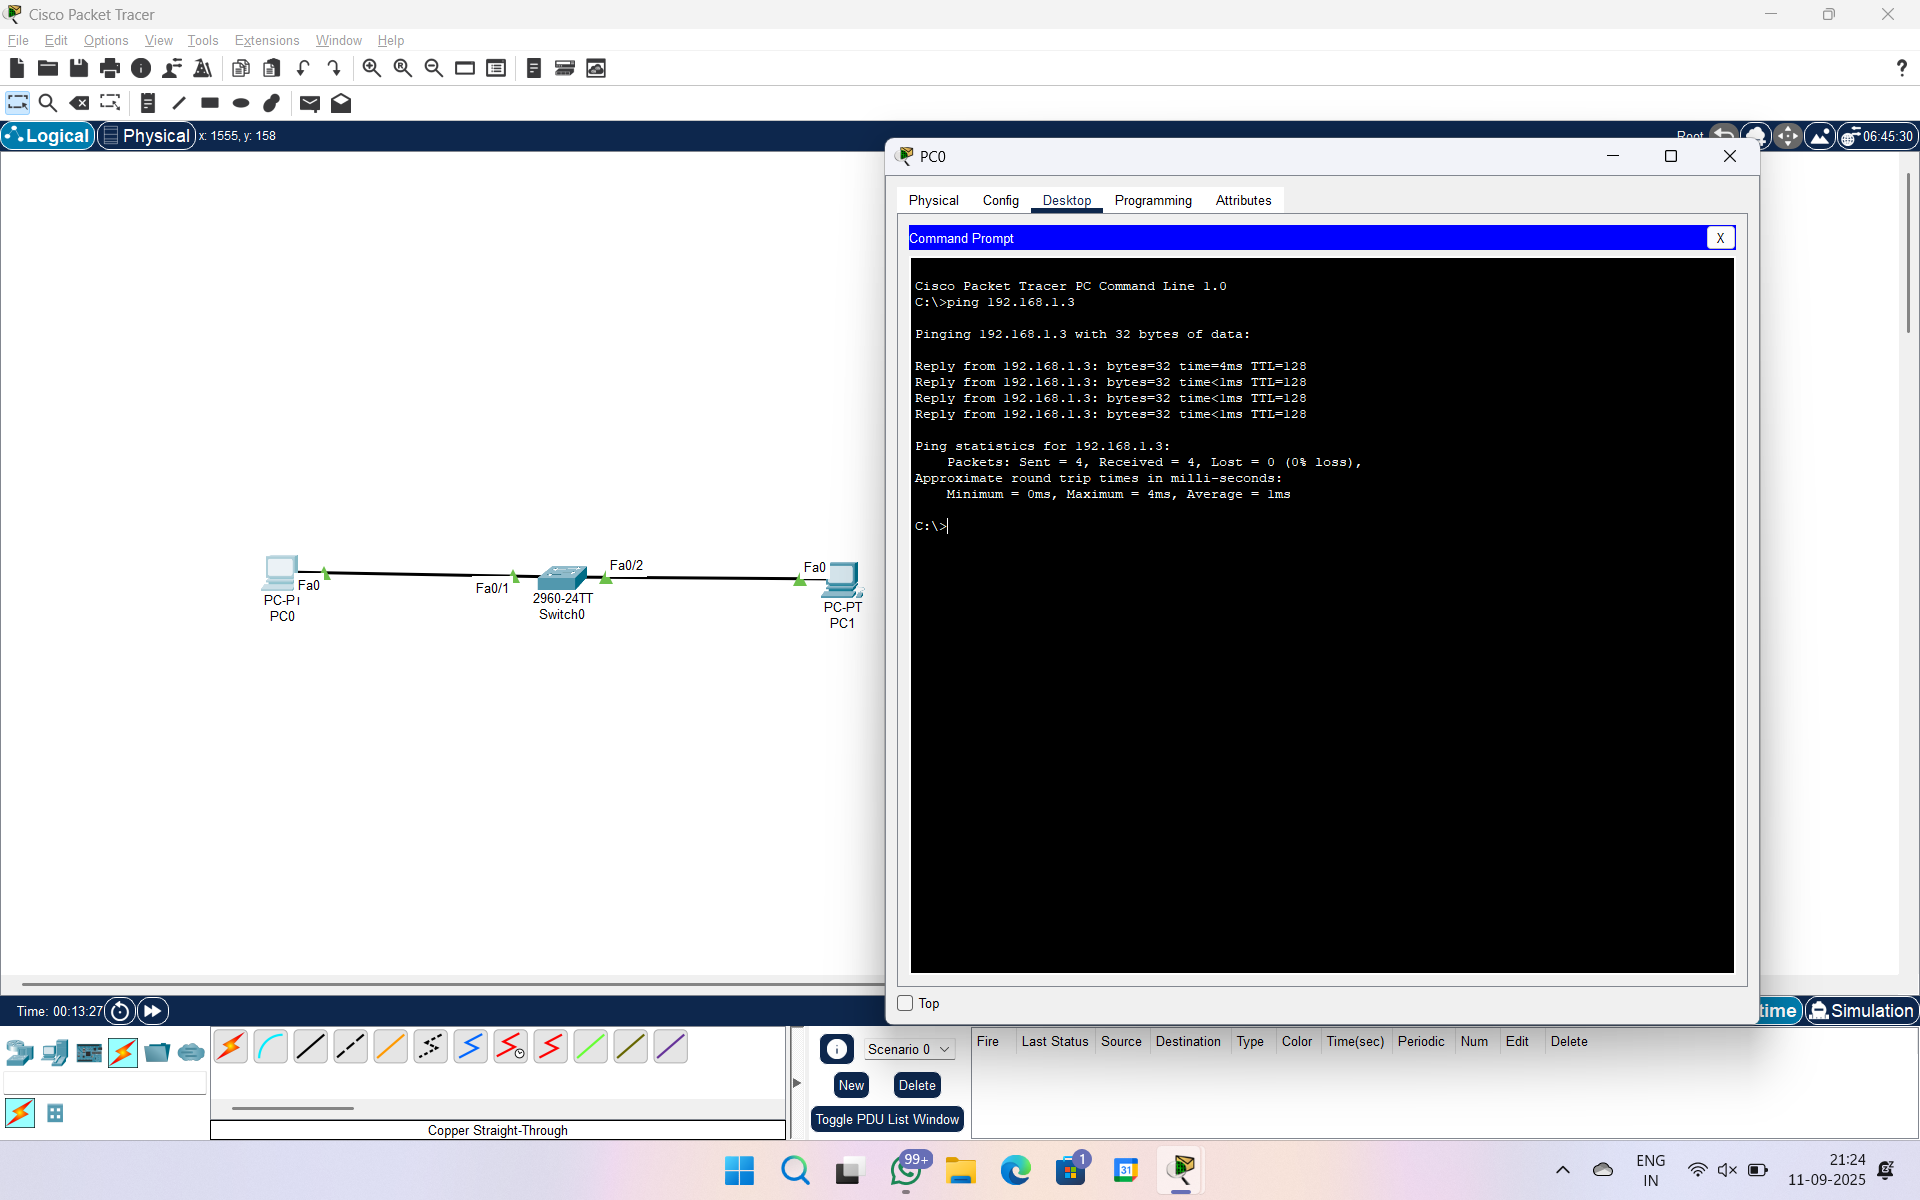 Cisco Packet Tracer
File Edit Options View Tools Extensions Window Help
?
Logical Physical x: 1555, y: 158
Root 06:45:30
PC0
Physical Config Desktop Programming Attributes
Command Prompt X
Cisco Packet Tracer PC Command Line 1.0
C:\>ping 192.168.1.3
Pinging 192.168.1.3 with 32 bytes of data:
Reply from 192.168.1.3: bytes=32 time=4ms TTL=128
Reply from 192.168.1.3: bytes=32 time<1ms TTL=128
Reply from 192.168.1.3: bytes=32 time<1ms TTL=128
Reply from 192.168.1.3: bytes=32 time<1ms TTL=128
Ping statistics for 192.168.1.3:
Packets: Sent = 4, Received = 4, Lost = 0 (0% loss),
Approximate round trip times in milli-seconds:
Minimum = 0ms, Maximum = 4ms, Average = 1ms
C:\>
Fa0
PC-PT
PC0
Fa0/1
Fa0/2
2960-24TT
Switch0
Fa0
PC-PT
PC1
Top
Time: 00:13:27
time Simulation
Scenario 0
New Delete
Toggle PDU List Window
Fire Last Status Source Destination Type Color Time(sec) Periodic Num Edit Delete
Copper Straight-Through
99+
1
31
ENG
IN
21:24
11-09-2025